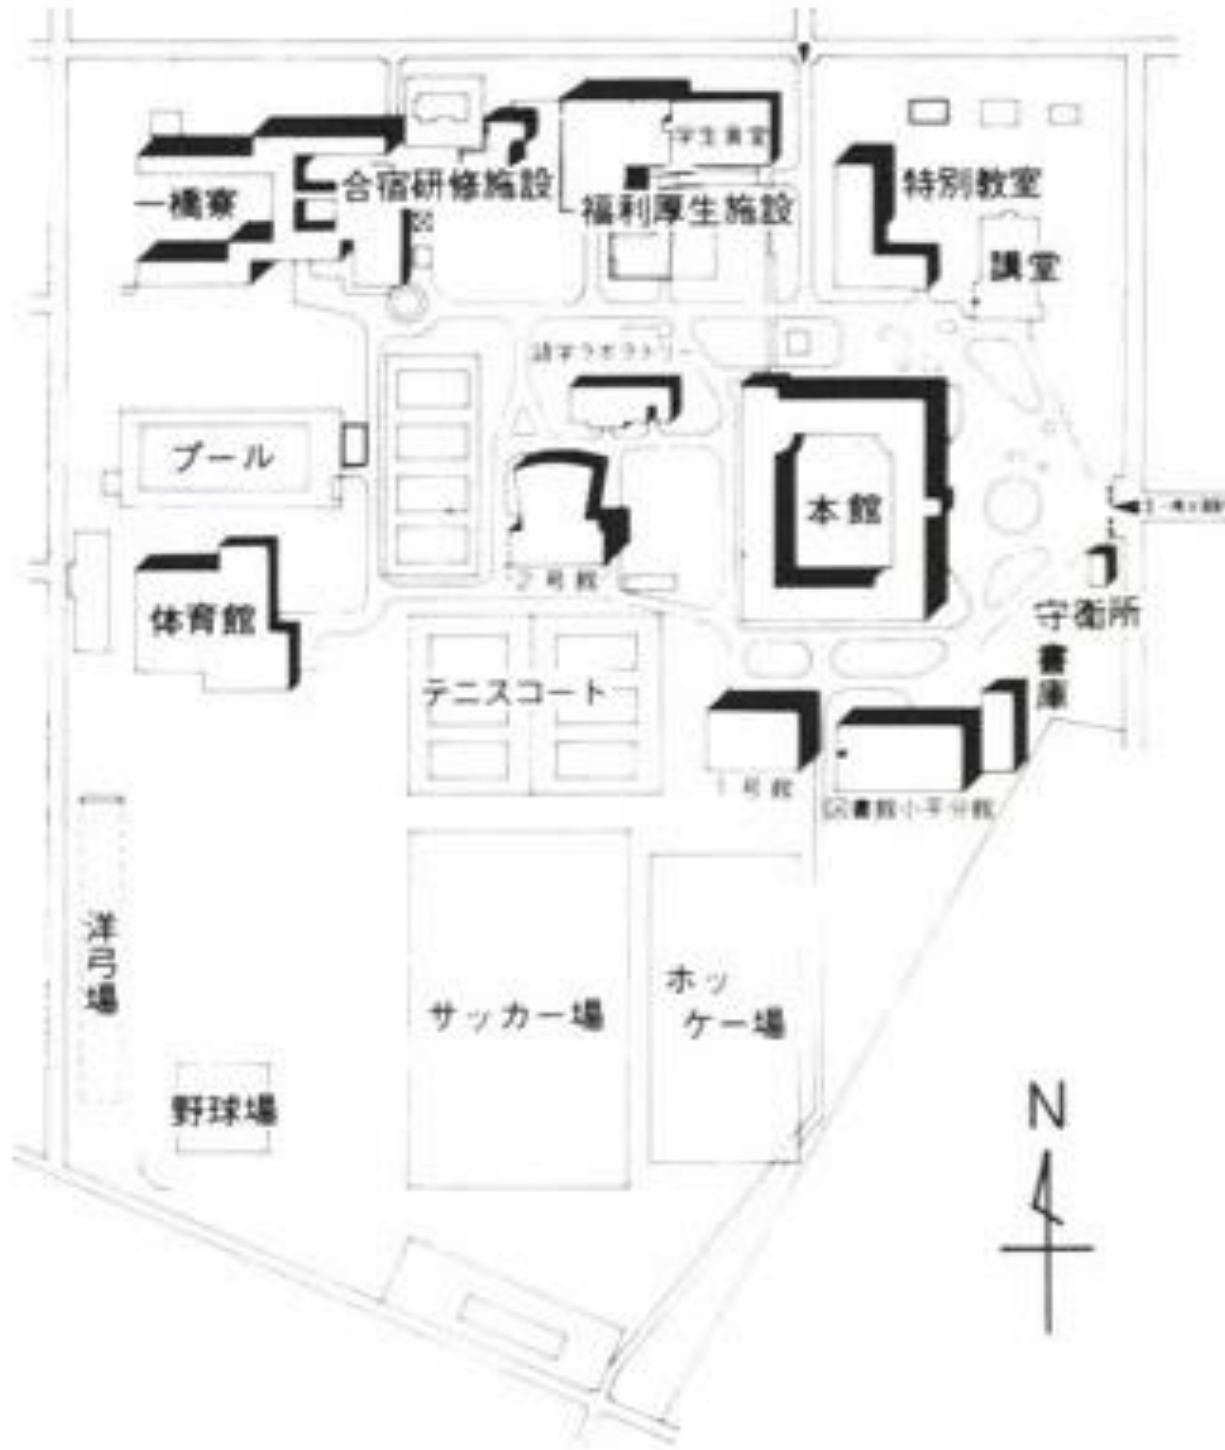 学生食堂
一橋寮
合宿研修施設
福利厚生施設
特別教室
講堂
語学ラボラトリー
プール
本館
2号館
体育館
守衛所
書庫
テニスコート
1号館
図書館小平分館
洋弓場
サッカー場
ホッ
ケー場
野球場
N